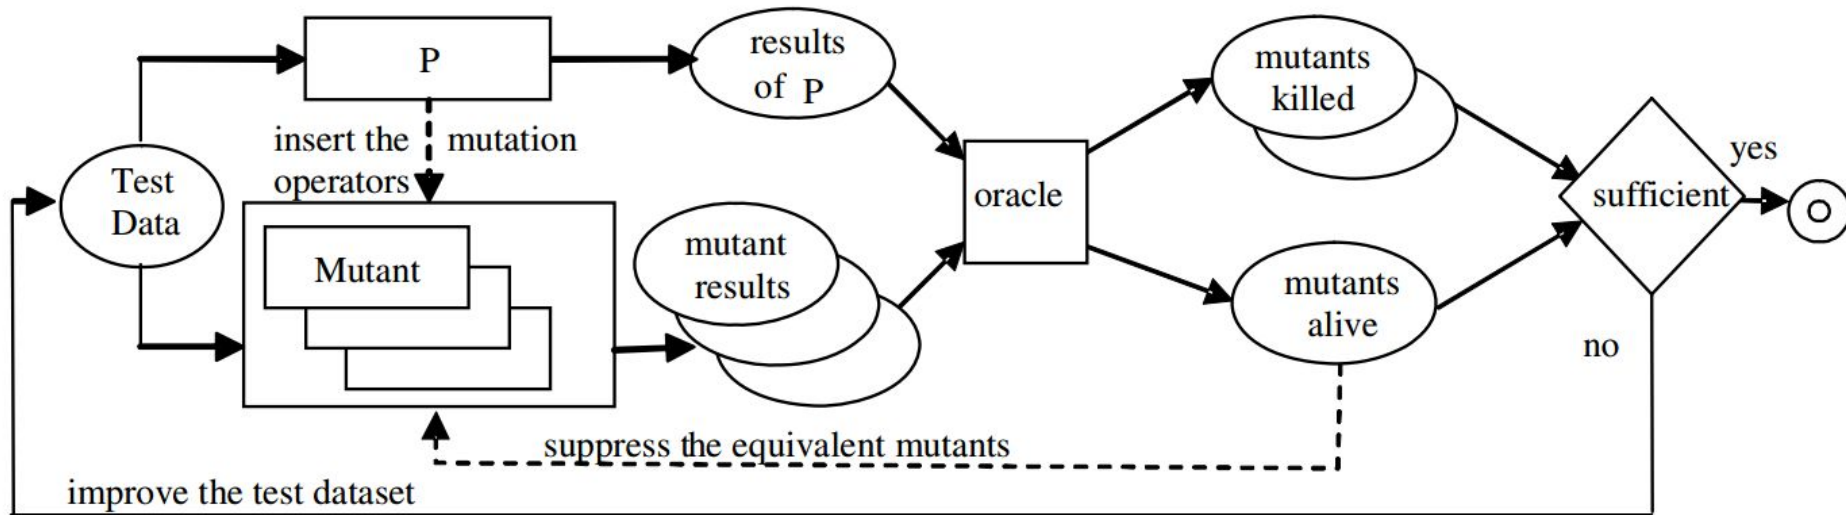 P
results
of P
mutants
killed
insert the mutation
operators
yes
Test
Data
oracle
sufficient
mutant
results
Mutant
mutants
alive
no
suppress the equivalent mutants
improve the test dataset